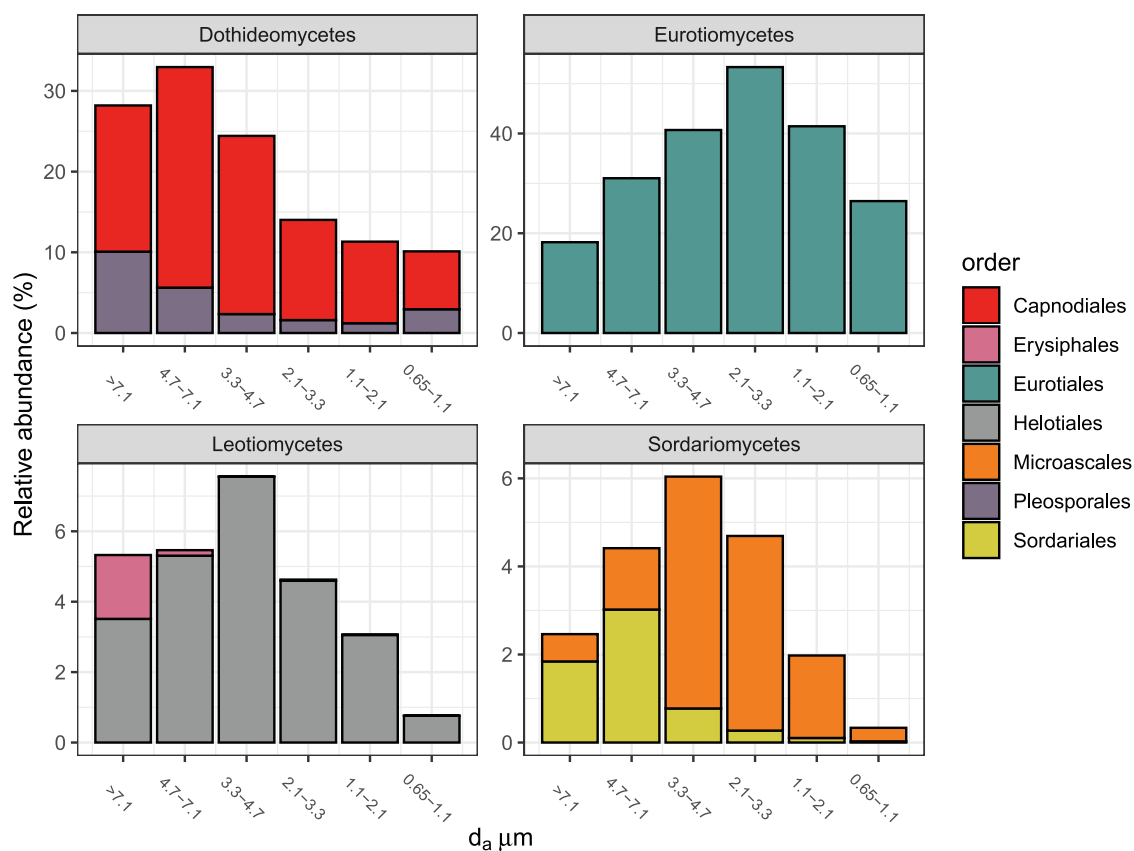 Dothideomycetes
Eurotiomycetes
30
20
10
0
40
20
0
>7.1
4.7–7.1
3.3–4.7
2.1–3.3
1.1–2.1
0.65–1.1
>7.1
4.7–7.1
3.3–4.7
2.1–3.3
1.1–2.1
0.65–1.1
Leotiomycetes
Sordariomycetes
6
4
2
0
6
4
2
0
>7.1
4.7–7.1
3.3–4.7
2.1–3.3
1.1–2.1
0.65–1.1
>7.1
4.7–7.1
3.3–4.7
2.1–3.3
1.1–2.1
0.65–1.1
Relative abundance (%)
da μm
order
Capnodiales
Erysiphales
Eurotiales
Helotiales
Microascales
Pleosporales
Sordariales